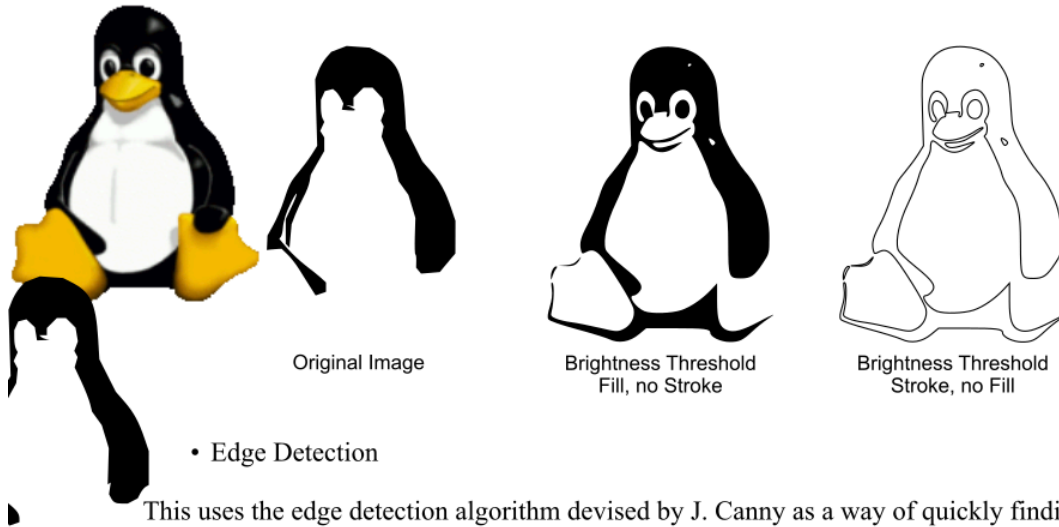 Original Image
Brightness Threshold
Fill, no Stroke
Brightness Threshold
Stroke, no Fill
• Edge Detection
This uses the edge detection algorithm devised by J. Canny as a way of quickly findi